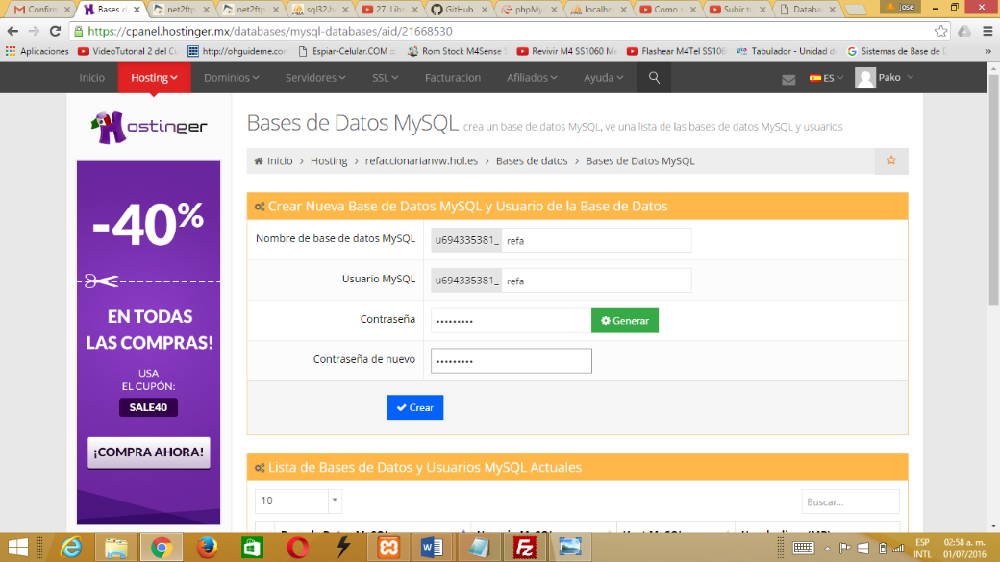 Confirm
Bases d
net2ftp
net2ftp
sql32.h
27. Libr
GitHub
phpMy
localho
Como s
Subir tu
Databa
Jose
https://cpanel.hostinger.mx/databases/mysql-databases/aid/21668530
Aplicaciones
VideoTutorial 2 del Cu
http://ohguideme.com
Espiar-Celular.COM ::
Rom Stock M4Sense
Revivir M4 SS1060 Me
Flashear M4Tel SS106
Tabulador - Unidad d
Sistemas de Base de D
»
Inicio
Hosting
Dominios
Servidores
SSL
Facturacion
Afiliados
Ayuda
ES
Pako
Hostinger
Bases de Datos MySQL crea un base de datos MySQL, ve una lista de las bases de datos MySQL y usuarios
Inicio > Hosting > refaccionarianvw.hol.es > Bases de datos > Bases de Datos MySQL
-40%
EN TODAS
LAS COMPRAS!
USA
EL CUPÓN:
SALE40
¡COMPRA AHORA!
Crear Nueva Base de Datos MySQL y Usuario de la Base de Datos
Nombre de base de datos MySQL u694335381_ refa
Usuario MySQL u694335381_ refa
Contraseña ••••••••• Generar
Contraseña de nuevo •••••••••
Crear
Lista de Bases de Datos y Usuarios MySQL Actuales
10
Buscar...
ESP
INTL
02:58 a. m.
01/07/2016